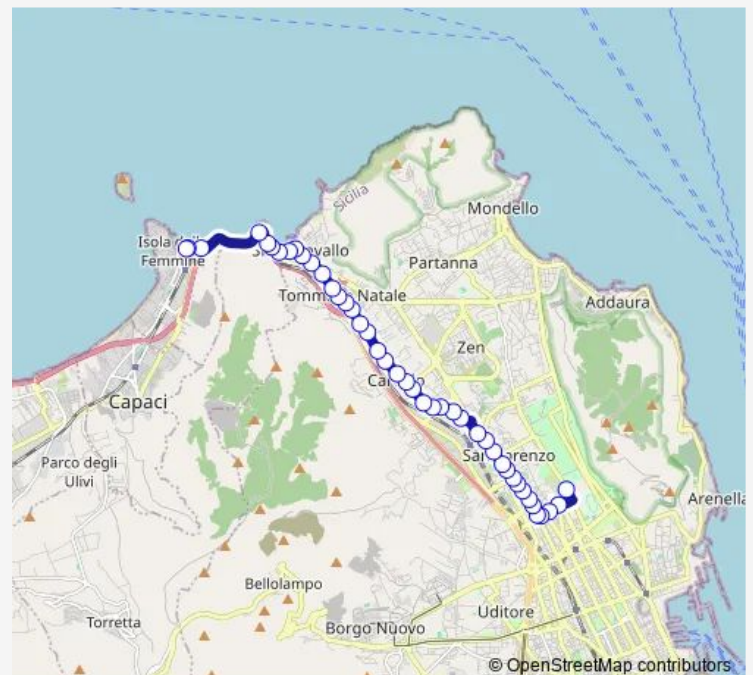 Sicilia
Mondello
Isola delle
Femmine
Partanna
Natale
Addaura
Zen
Capaci
Parco degli
Ulivi
Arenella
Bellolampo
Torretta
Borgo Nuovo
Uditore
© OpenStreetMap contributors